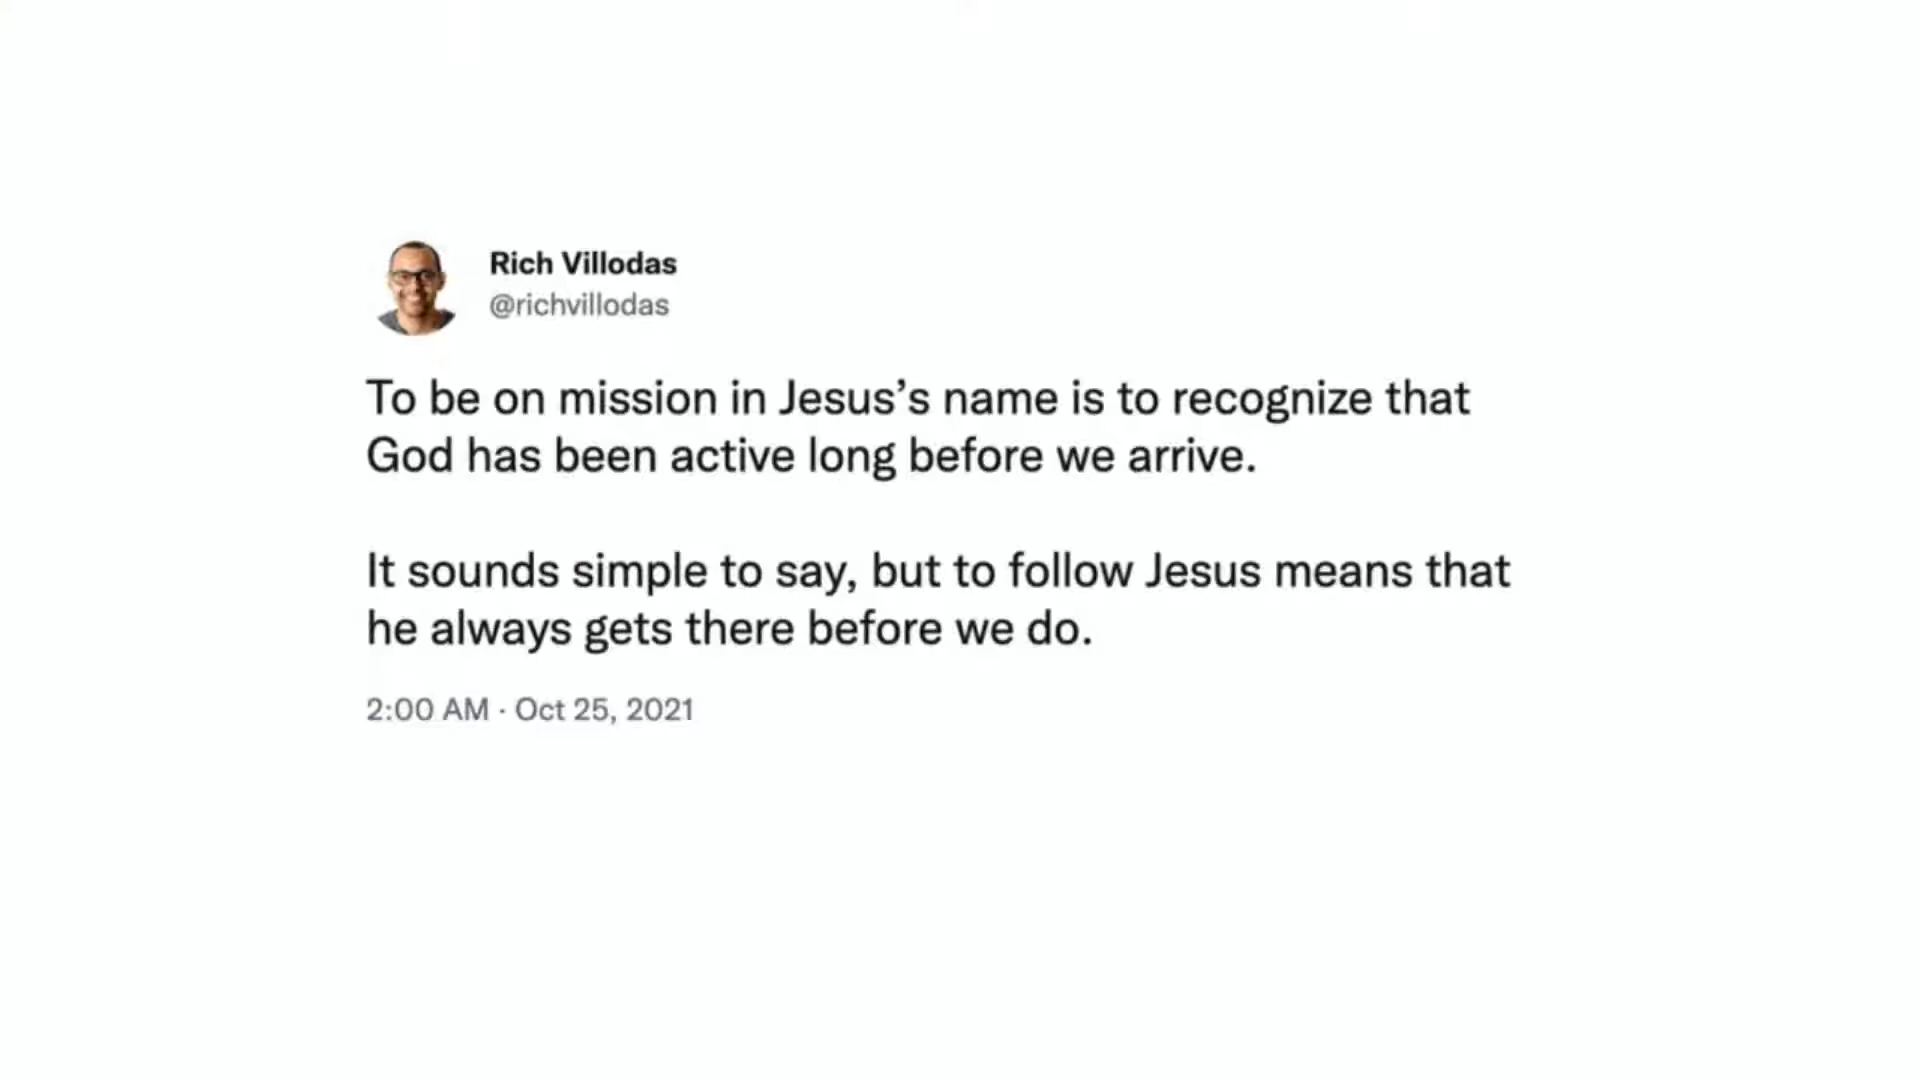 Rich Villodas
@richvillodas
To be on mission in Jesus’s name is to recognize that
God has been active long before we arrive.
It sounds simple to say, but to follow Jesus means that
he always gets there before we do.
2:00 AM · Oct 25, 2021